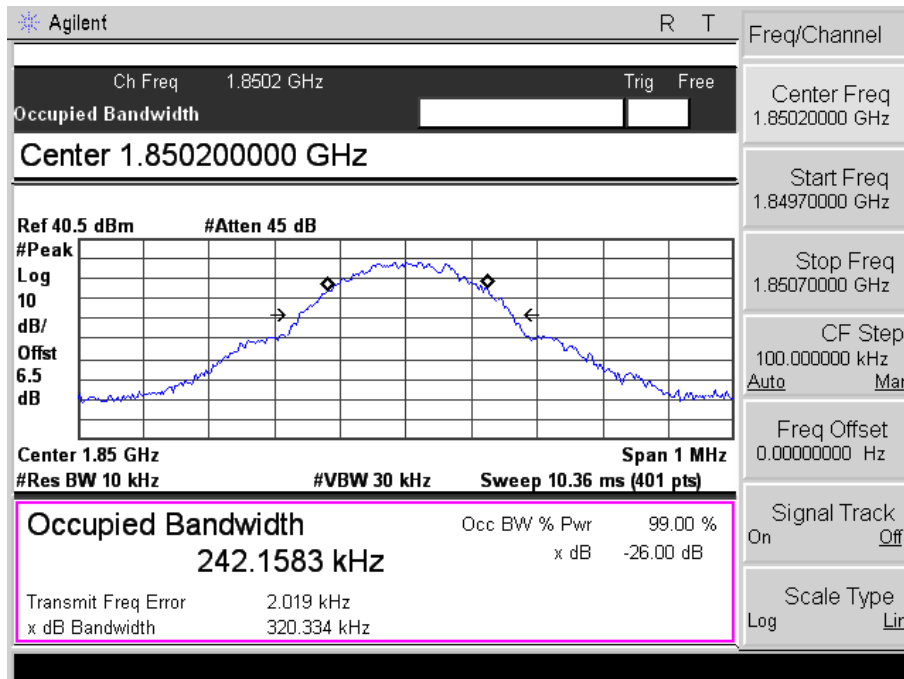 Agilent R T
Ch Freq 1.8502 GHz Trig Free
Occupied Bandwidth
Center 1.850200000 GHz
Ref 40.5 dBm #Atten 45 dB
#Peak
Log
10
dB/
Offst
6.5
dB
Center 1.85 GHz Span 1 MHz
#Res BW 10 kHz #VBW 30 kHz Sweep 10.36 ms (401 pts)
Occupied Bandwidth
242.1583 kHz
Occ BW % Pwr 99.00 %
x dB -26.00 dB
Transmit Freq Error 2.019 kHz
x dB Bandwidth 320.334 kHz
Freq/Channel
Center Freq
1.85020000 GHz
Start Freq
1.84970000 GHz
Stop Freq
1.85070000 GHz
CF Step
100.000000 kHz
Auto Man
Freq Offset
0.00000000 Hz
Signal Track
On Off
Scale Type
Log Lin